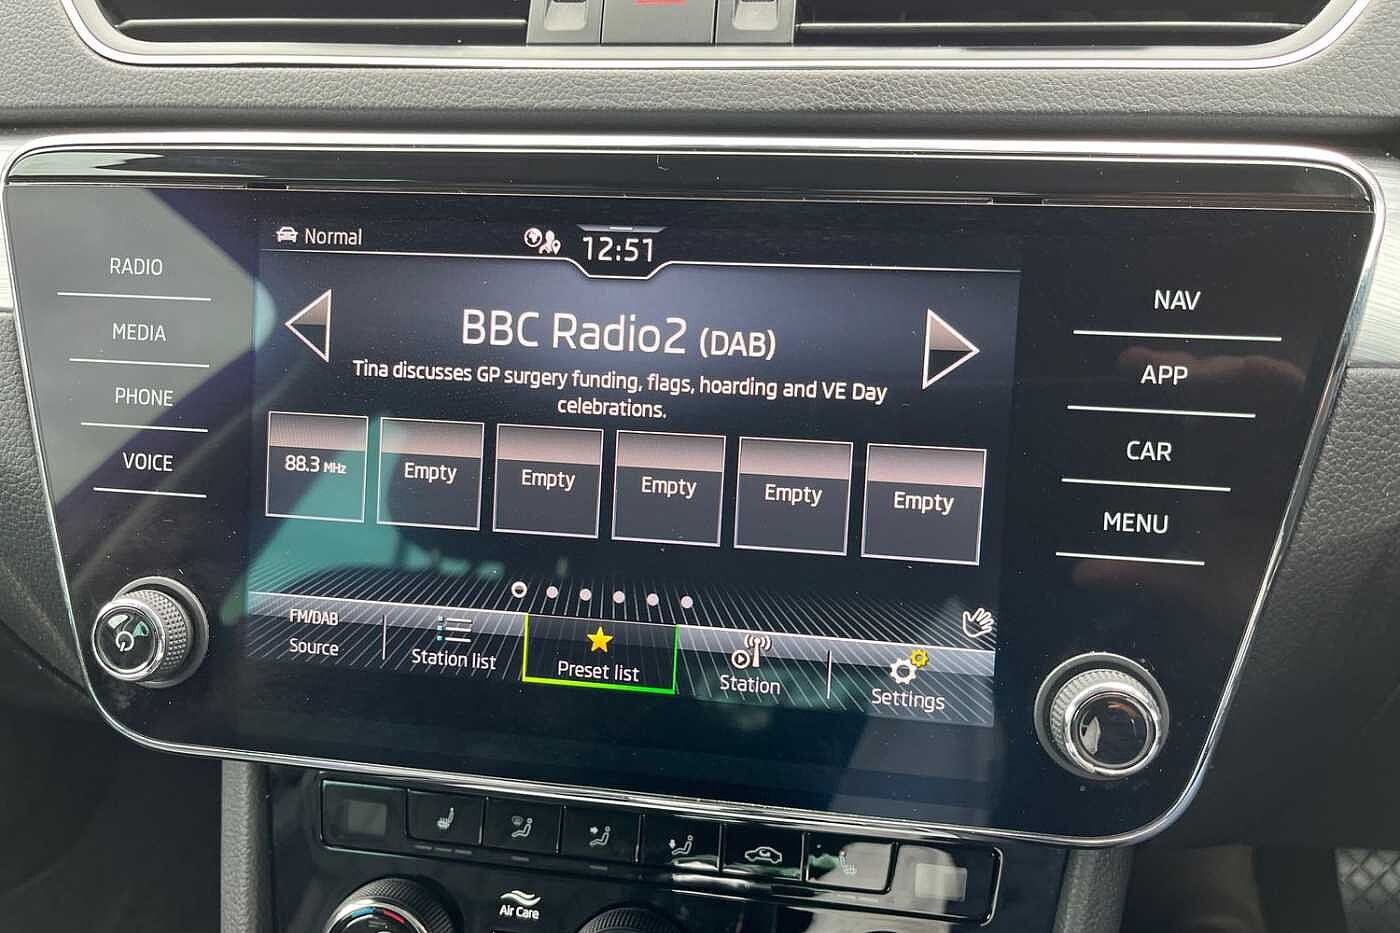 Normal
12:51
RADIO
MEDIA
PHONE
VOICE
BBC Radio2 (DAB)
Tina discusses GP surgery funding, flags, hoarding and VE Day
celebrations.
88.3 MHz
Empty
Empty
Empty
Empty
Empty
FM/DAB
Source
Station list
Preset list
Station
Settings
NAV
APP
CAR
MENU
Air Care